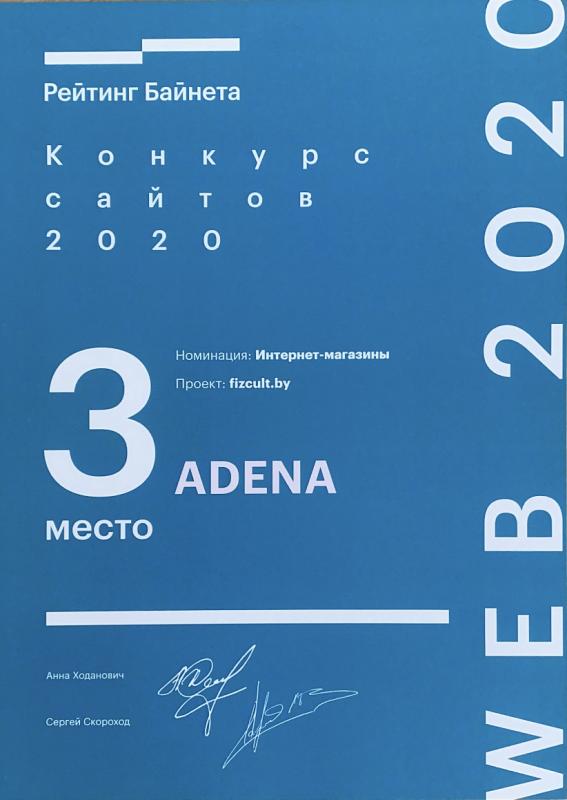 Рейтинг Байнета
Конкурс
сайтов
2020
Номинация: Интернет-магазины
Проект: fizcult.by
3
место
ADENA
Анна Ходанович
Сергей Скороход
WEB 2020